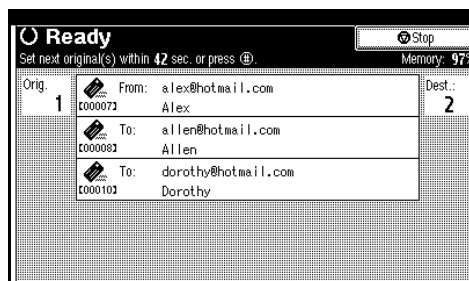 Ready
Stop
Set next original(s) within 42 sec. or press #.
Memory: 97%
Orig.
1
From: alex@hotmail.com
[00007] Alex
To: allen@hotmail.com
[00008] Allen
To: dorothy@hotmail.com
[00010] Dorothy
Dest.:
2